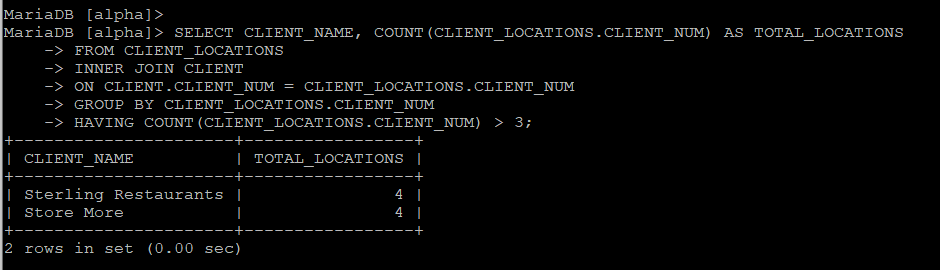 MariaDB [alpha]>
MariaDB [alpha]> SELECT CLIENT_NAME, COUNT(CLIENT_LOCATIONS.CLIENT_NUM) AS TOTAL_LOCATIONS
    -> FROM CLIENT_LOCATIONS
    -> INNER JOIN CLIENT
    -> ON CLIENT.CLIENT_NUM = CLIENT_LOCATIONS.CLIENT_NUM
    -> GROUP BY CLIENT_LOCATIONS.CLIENT_NUM
    -> HAVING COUNT(CLIENT_LOCATIONS.CLIENT_NUM) > 3;
+----------------------+-----------------+
| CLIENT_NAME          | TOTAL_LOCATIONS |
+----------------------+-----------------+
| Sterling Restaurants |               4 |
| Store More           |               4 |
+----------------------+-----------------+
2 rows in set (0.00 sec)